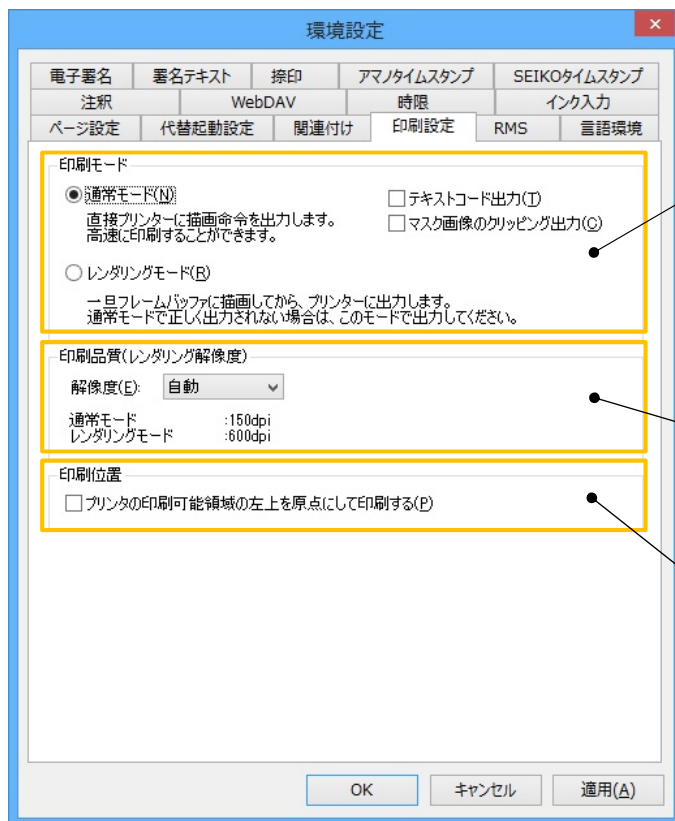 環境設定
×
電子署名 署名テキスト 捺印 アマノタイムスタンプ SEIKOタイムスタンプ
注釈 WebDAV 時限 インク入力
ページ設定 代替起動設定 関連付け 印刷設定 RMS 言語環境
印刷モード
通常モード(N)
テキストコード出力(T)
直接プリンターに描画命令を出力します。
マスク画像のクリッピング出力(C)
高速に印刷することができます。
レンダリングモード(R)
一旦フレームバッファに描画してから、プリンターに出力します。
通常モードで正しく出力されない場合は、このモードで出力してください。
印刷品質(レンダリング解像度)
解像度(E): 自動
通常モード :150dpi
レンダリングモード :600dpi
印刷位置
プリンタの印刷可能領域の左上を原点にして印刷する(P)
OK キャンセル 適用(A)